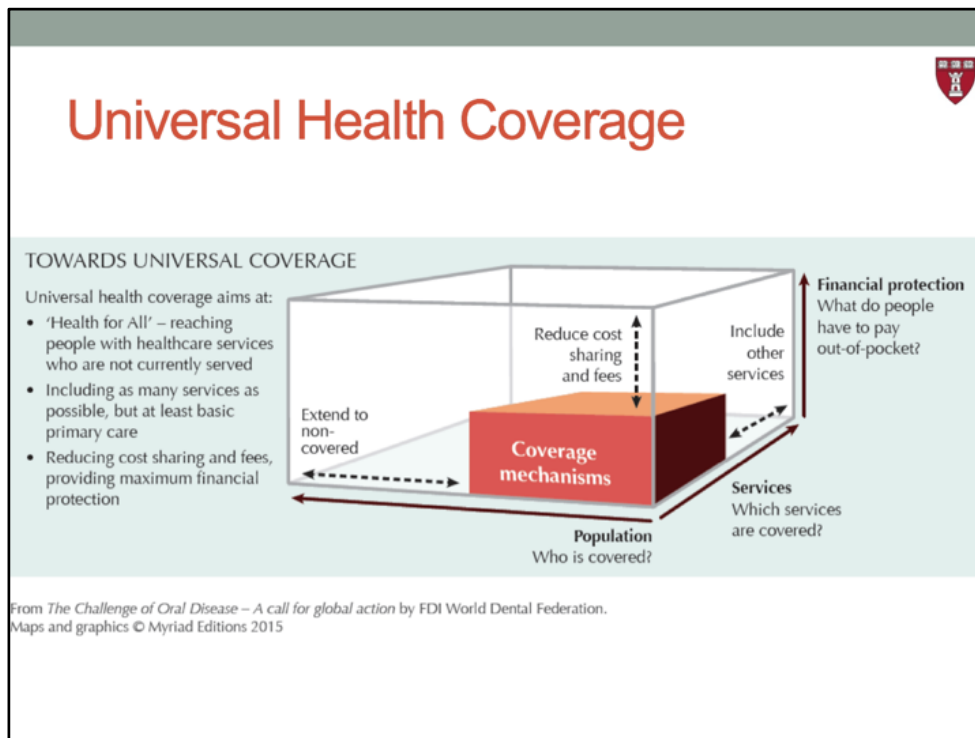 Universal Health Coverage
TOWARDS UNIVERSAL COVERAGE
Universal health coverage aims at:
• ‘Health for All’ – reaching
people with healthcare services
who are not currently served
• Including as many services as
possible, but at least basic
primary care
• Reducing cost sharing and fees,
providing maximum financial
protection
Extend to
non-
covered
Reduce cost
sharing
and fees
Include
other
services
Coverage
mechanisms
Financial protection
What do people
have to pay
out-of-pocket?
Services
Which services
are covered?
Population
Who is covered?
From The Challenge of Oral Disease – A call for global action by FDI World Dental Federation.
Maps and graphics © Myriad Editions 2015